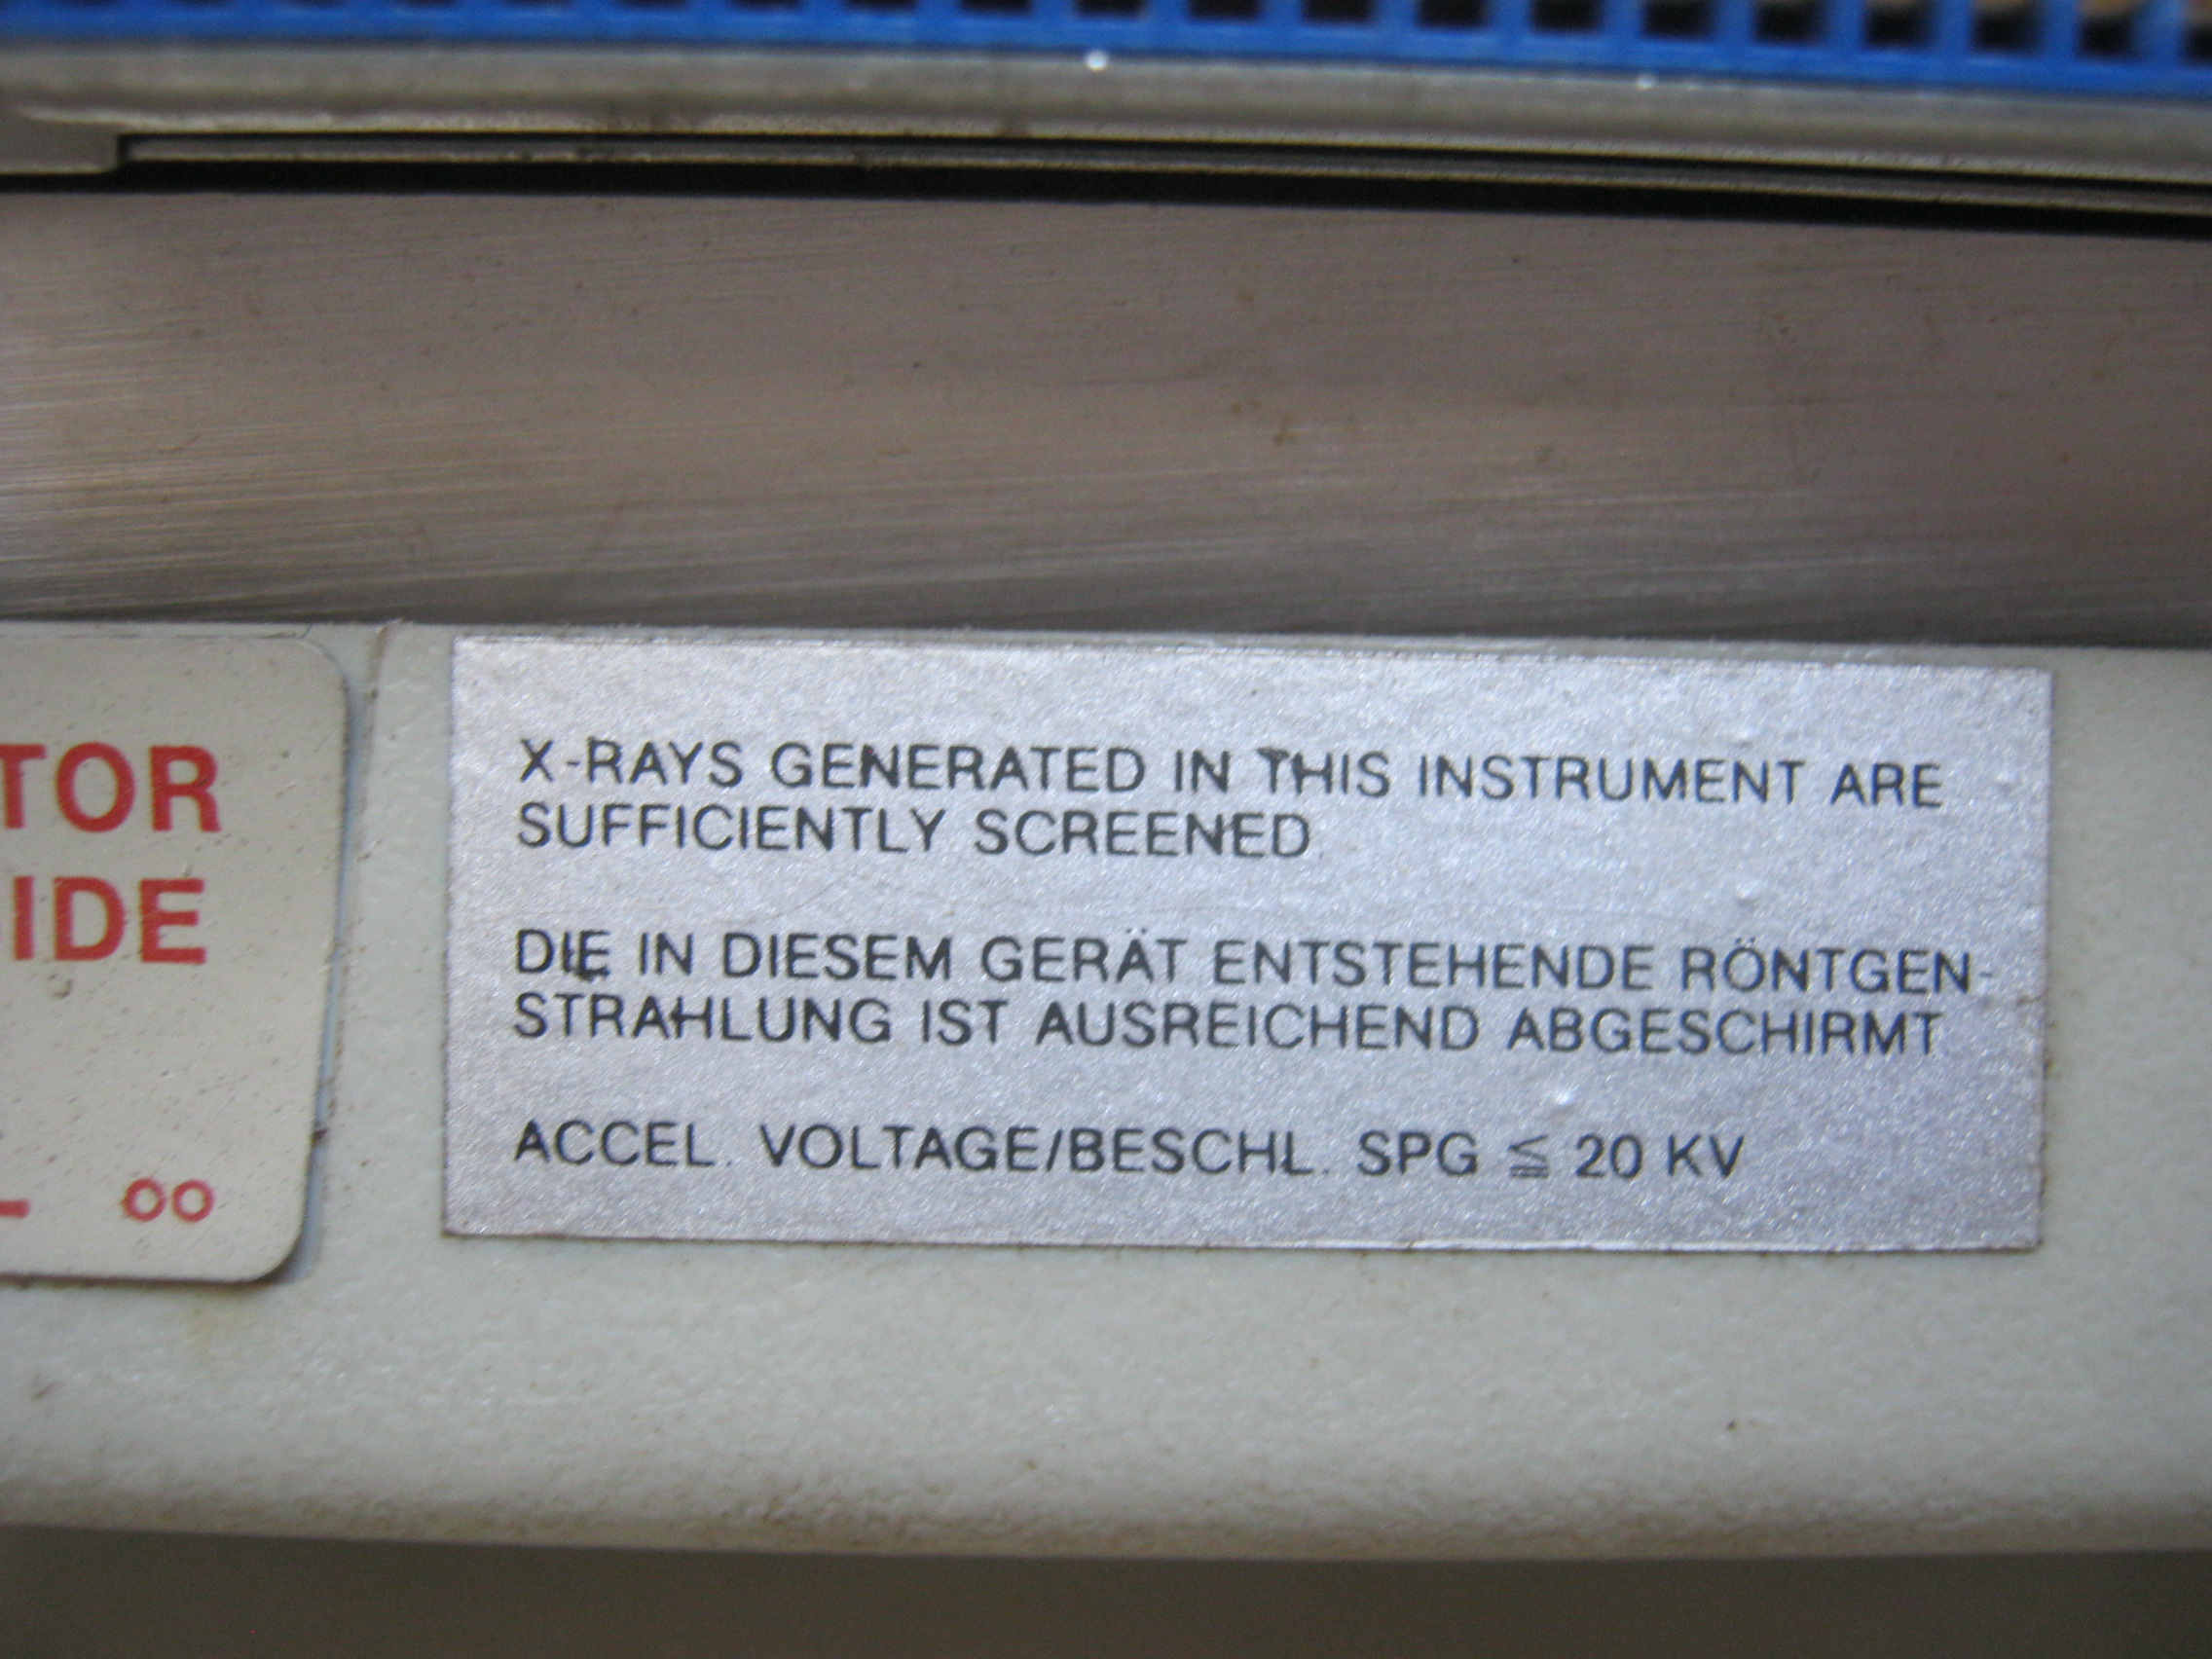 TOR
IDE
OO
X-RAYS GENERATED IN THIS INSTRUMENT ARE
SUFFICIENTLY SCREENED.
DIE IN DIESEM GERÄT ENTSTEHENDE RÖNTGEN-
STRAHLUNG IST AUSREICHEND ABGESCHIRMT
ACCEL. VOLTAGE/BESCHL. SPG ≦ 20 KV